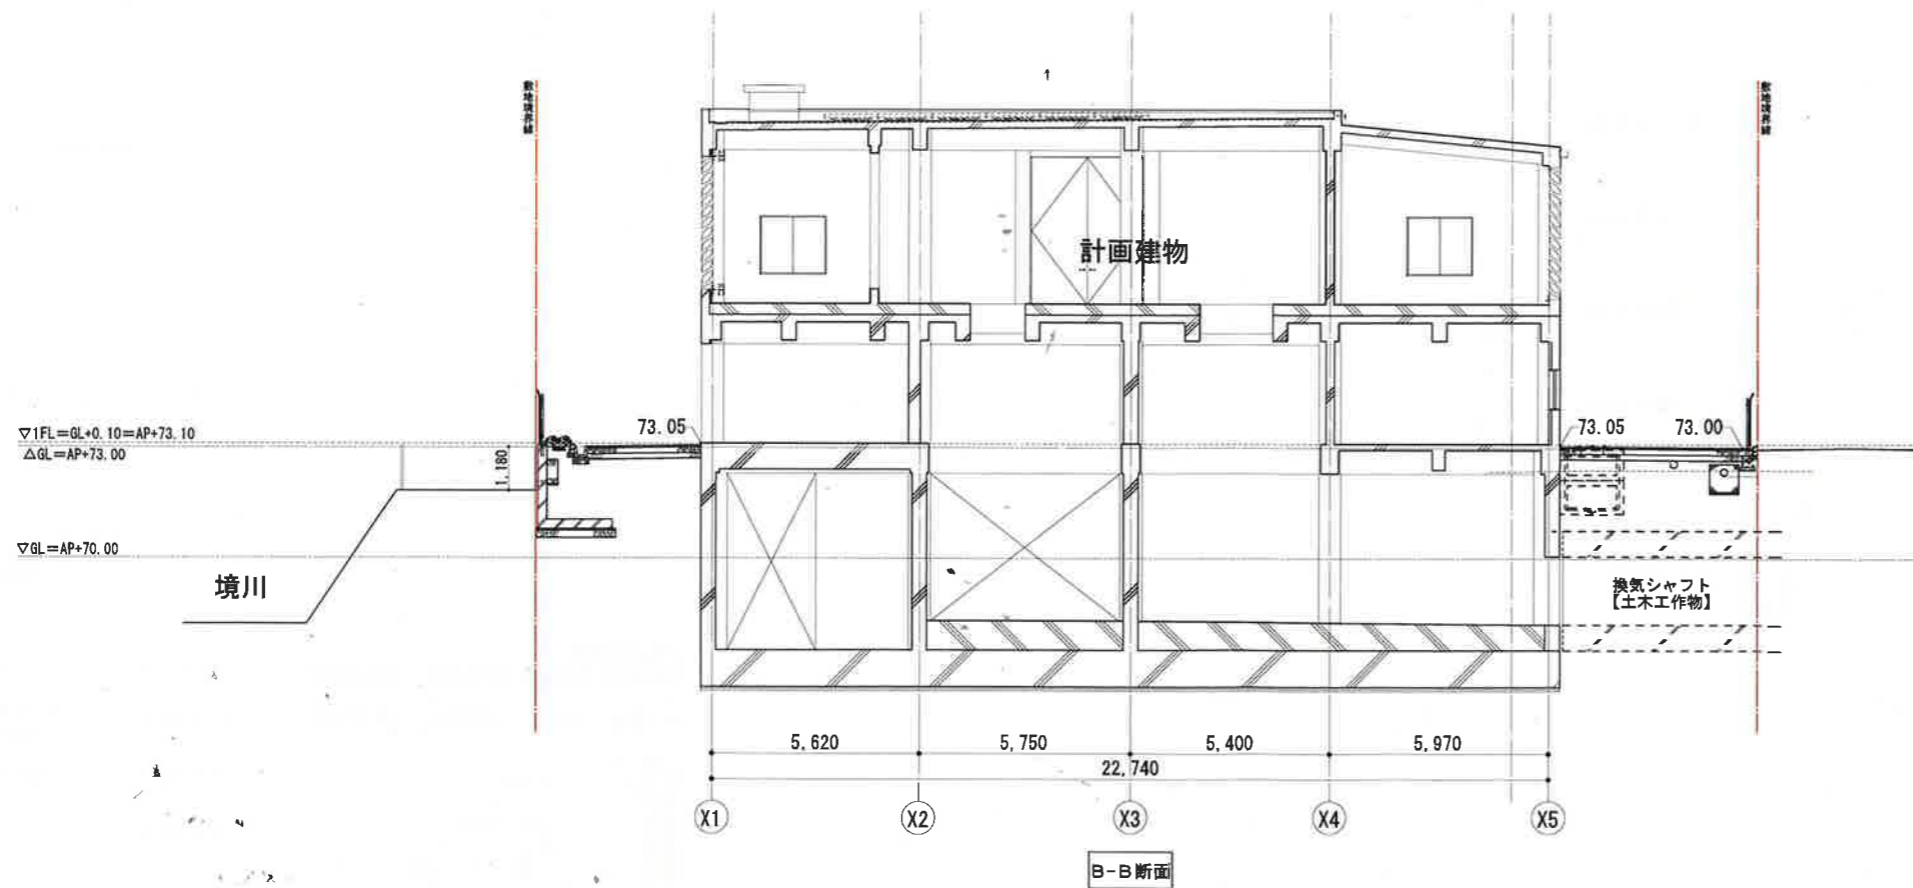 敷地境界線
敷地境界線
計画建物
▽1FL=GL+0.10=AP+73.10
△GL=AP+73.00
1,180
73.05
73.05
73.00
▽GL=AP+70.00
境川
換気シャフト
【土木工作物】
5,620
5,750
5,400
5,970
22,740
X1
X2
X3
X4
X5
B-B断面